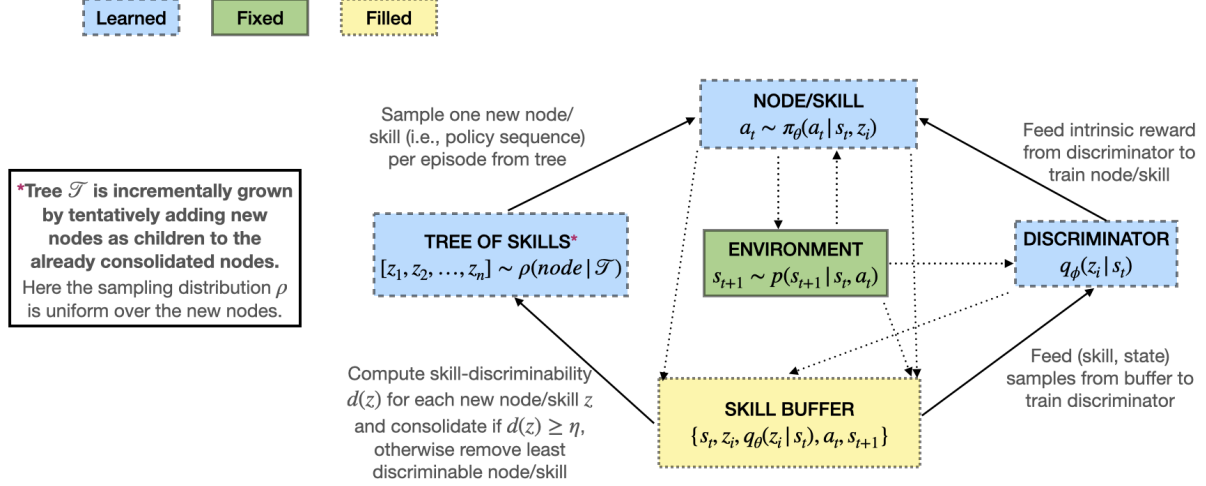 Learned
Fixed
Filled
Sample one new node/
skill (i.e., policy sequence)
per episode from tree
NODE/SKILL
a_t ∼ π_θ(a_t | s_t, z_i)
Feed intrinsic reward
from discriminator to
train node/skill
*Tree 𝒯 is incrementally grown
by tentatively adding new
nodes as children to the
already consolidated nodes.
Here the sampling distribution ρ
is uniform over the new nodes.
TREE OF SKILLS*
[z_1, z_2, …, z_n] ∼ ρ(node | 𝒯)
ENVIRONMENT
s_{t+1} ∼ p(s_{t+1} | s_t, a_t)
DISCRIMINATOR
q_ϕ(z_i | s_t)
Compute skill-discriminability
d(z) for each new node/skill z
and consolidate if d(z) ≥ η,
otherwise remove least
discriminable node/skill
SKILL BUFFER
{s_t, z_i, q_θ(z_i | s_t), a_t, s_{t+1}}
Feed (skill, state)
samples from buffer to
train discriminator